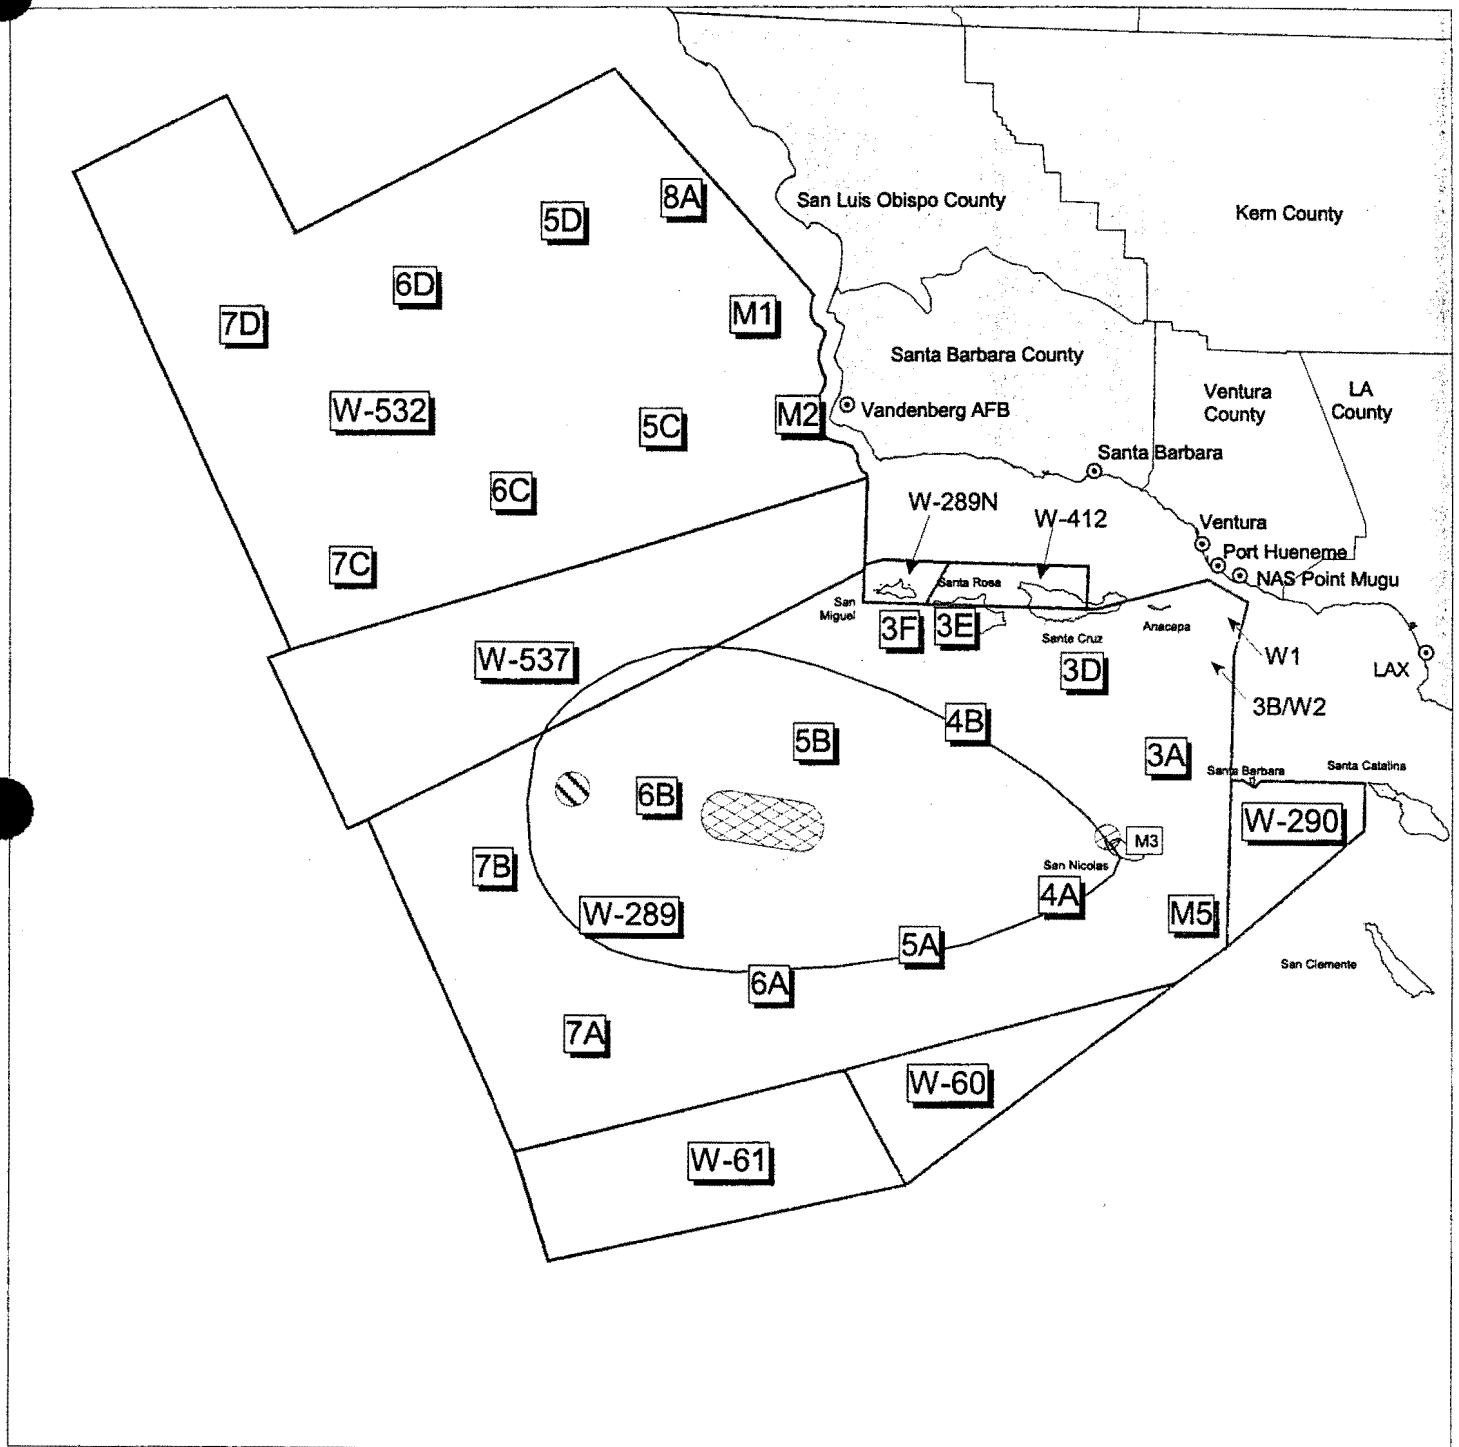 8A
San Luis Obispo County
Kern County
5D
6D
7D
M1
Santa Barbara County
Ventura
County
LA
County
W-532
M2
Vandenberg AFB
5C
Santa Barbara
6C
W-289N
W-412
Ventura
Port Hueneme
7C
NAS Point Mugu
Santa Rosa
San
Miguel
3F
3E
Santa Cruz
Anacapa
W-537
W1
3D
LAX
3B/W2
4B
5B
3A
Santa Barbara
Santa Catalina
6B
W-290
M3
7B
San Nicolas
4A
W-289
M5
5A
San Clemente
6A
7A
W-60
W-61